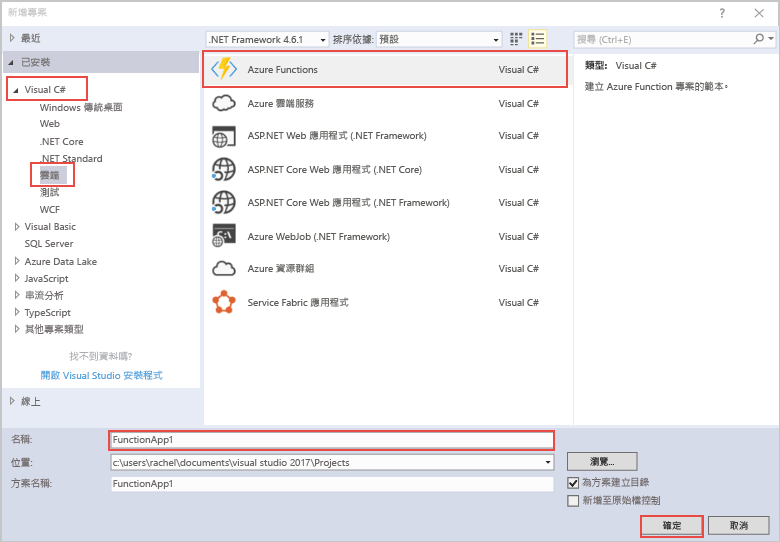 新增專案
? ×
最近
已安裝
Visual C#
Windows 傳統桌面
Web
.NET Core
.NET Standard
雲端
測試
WCF
Visual Basic
SQL Server
Azure Data Lake
JavaScript
串流分析
TypeScript
其他專案類型
找不到資料嗎?
開啟 Visual Studio 安裝程式
線上
.NET Framework 4.6.1 排序依據: 預設
Azure Functions Visual C#
Azure 雲端服務 Visual C#
ASP.NET Web 應用程式 (.NET Framework) Visual C#
ASP.NET Core Web 應用程式 (.NET Core) Visual C#
ASP.NET Core Web 應用程式 (.NET Framework) Visual C#
Azure WebJob (.NET Framework) Visual C#
Azure 資源群組 Visual C#
Service Fabric 應用程式 Visual C#
搜尋 (Ctrl+E)
類型: Visual C#
建立 Azure Function 專案的範本。
名稱: FunctionApp1
位置: c:\users\rachel\documents\visual studio 2017\Projects
瀏覽...
方案名稱: FunctionApp1
為方案建立目錄
新增至原始檔控制
確定 取消